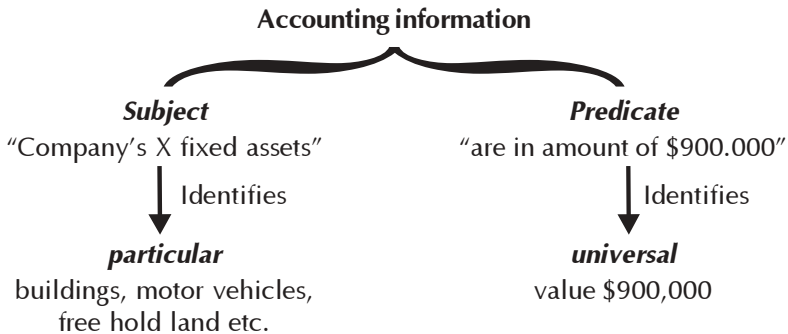 Accounting information
Subject
“Company’s X fixed assets”
Identifies
particular
buildings, motor vehicles,
free hold land etc.
Predicate
“are in amount of $900.000”
Identifies
universal
value $900,000